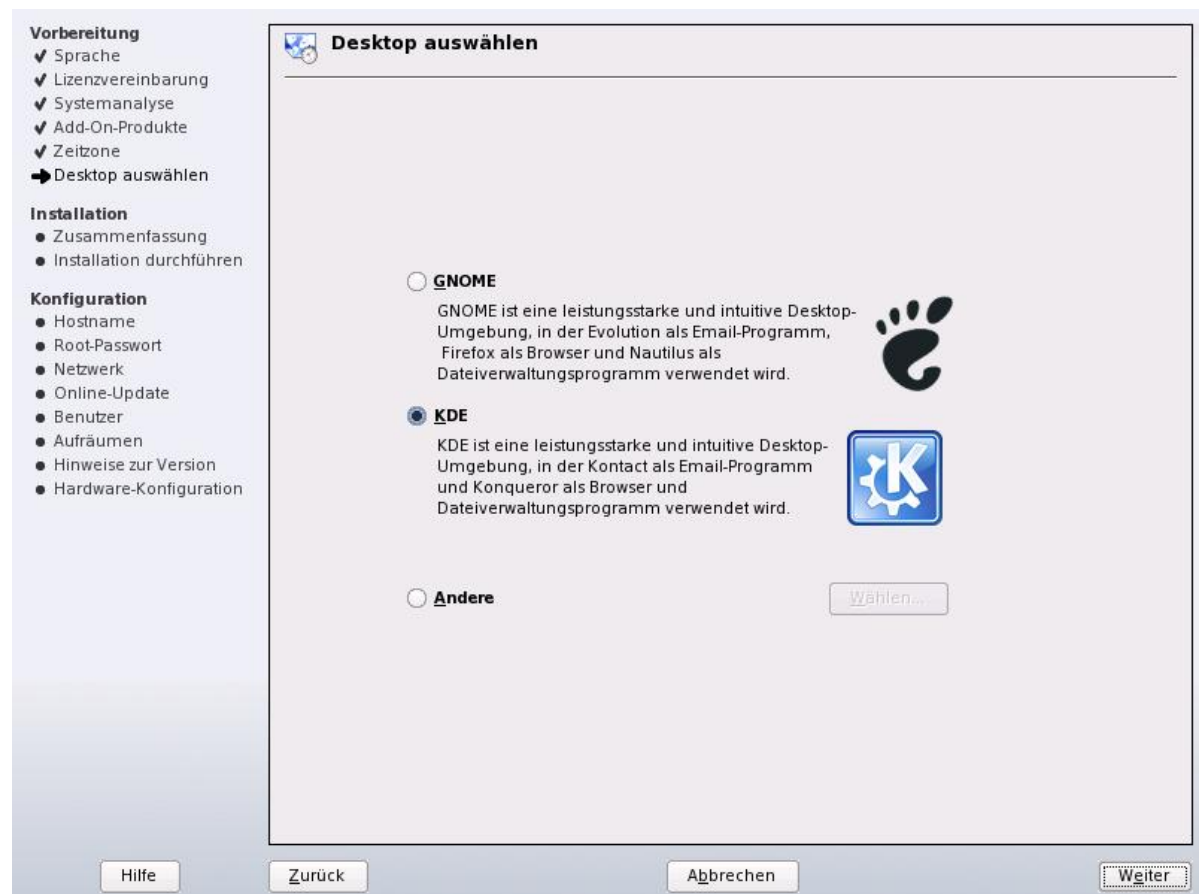 Vorbereitung
Sprache
Lizenzvereinbarung
Systemanalyse
Add-On-Produkte
Zeitzone
Desktop auswählen
Installation
Zusammenfassung
Installation durchführen
Konfiguration
Hostname
Root-Passwort
Netzwerk
Online-Update
Benutzer
Aufräumen
Hinweise zur Version
Hardware-Konfiguration
Desktop auswählen
GNOME
GNOME ist eine leistungsstarke und intuitive Desktop-
Umgebung, in der Evolution als Email-Programm,
Firefox als Browser und Nautilus als
Dateiverwaltungsprogramm verwendet wird.
KDE
KDE ist eine leistungsstarke und intuitive Desktop-
Umgebung, in der Kontact als Email-Programm
und Konqueror als Browser und
Dateiverwaltungsprogramm verwendet wird.
K
Andere
Wählen...
Hilfe
Zurück
Abbrechen
Weiter